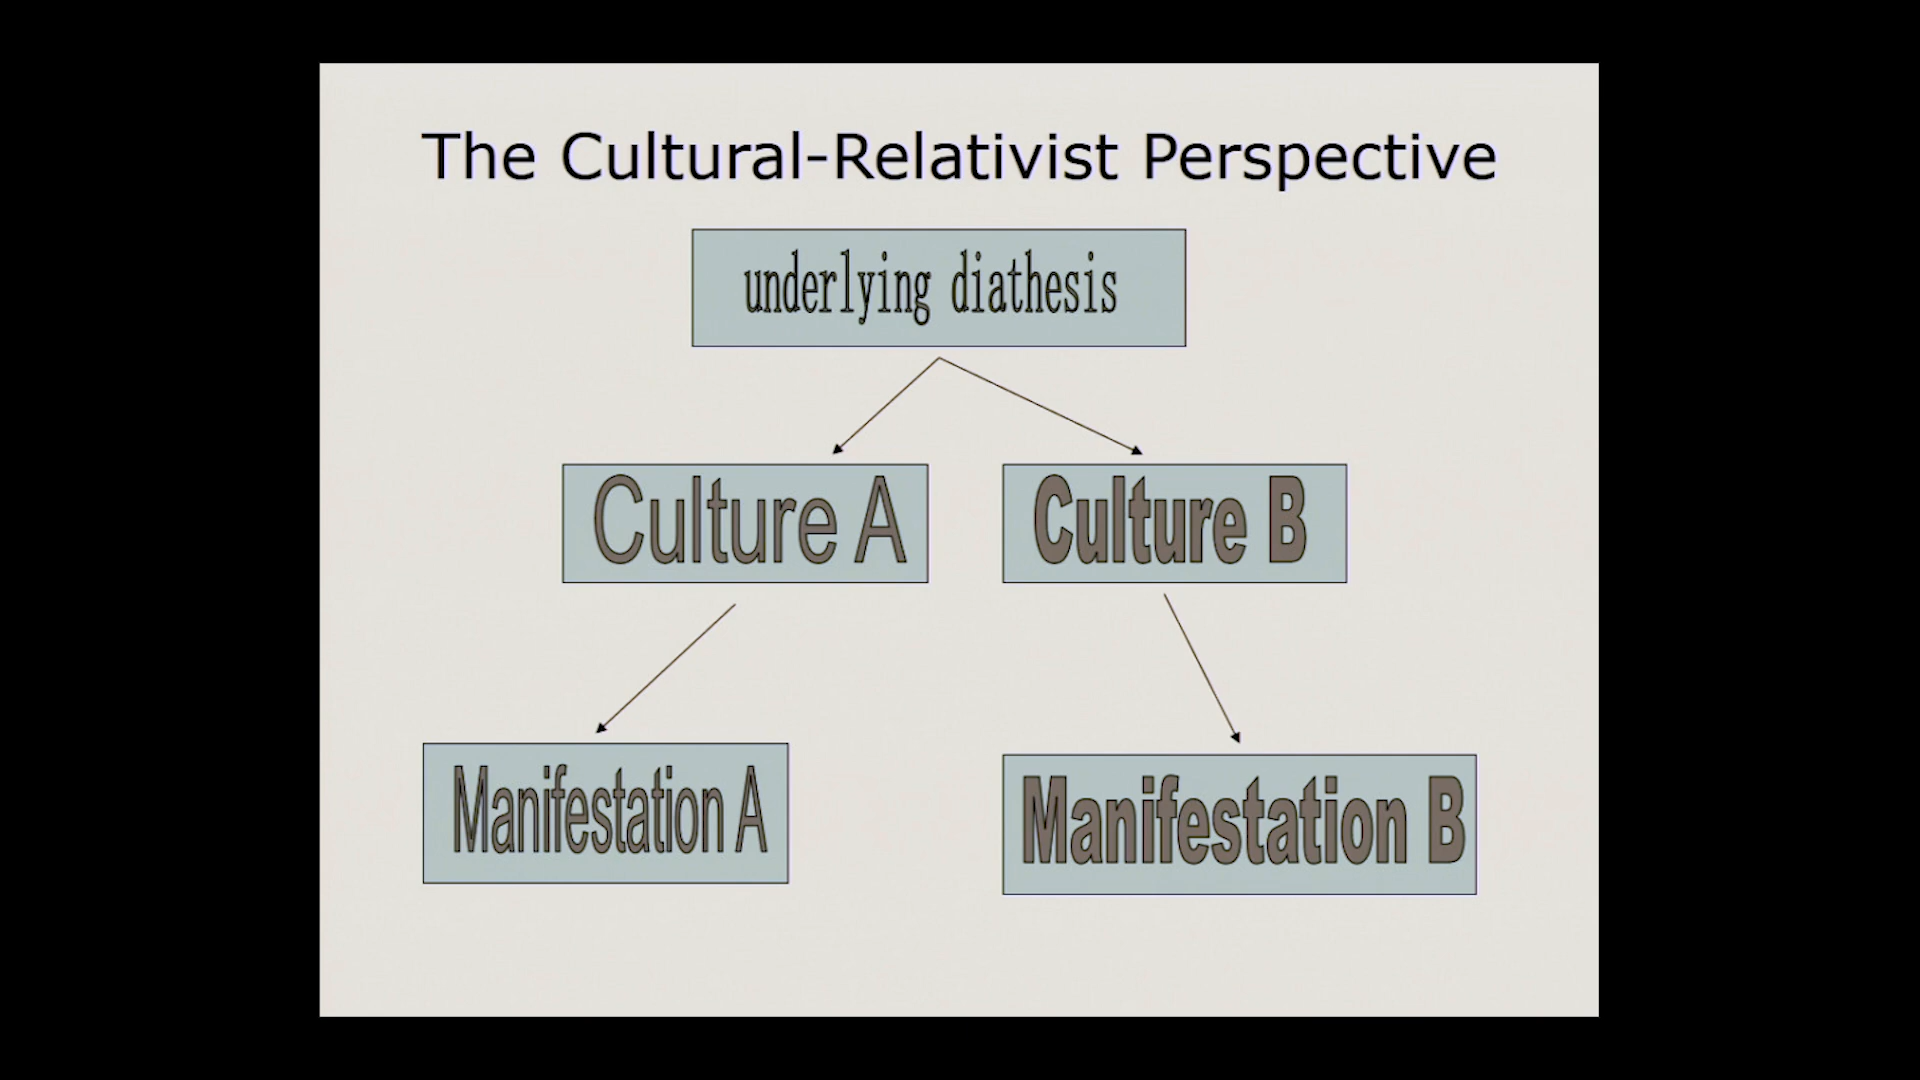 The Cultural-Relativist Perspective
underlying diathesis
Culture A
Culture B
Manifestation A
Manifestation B